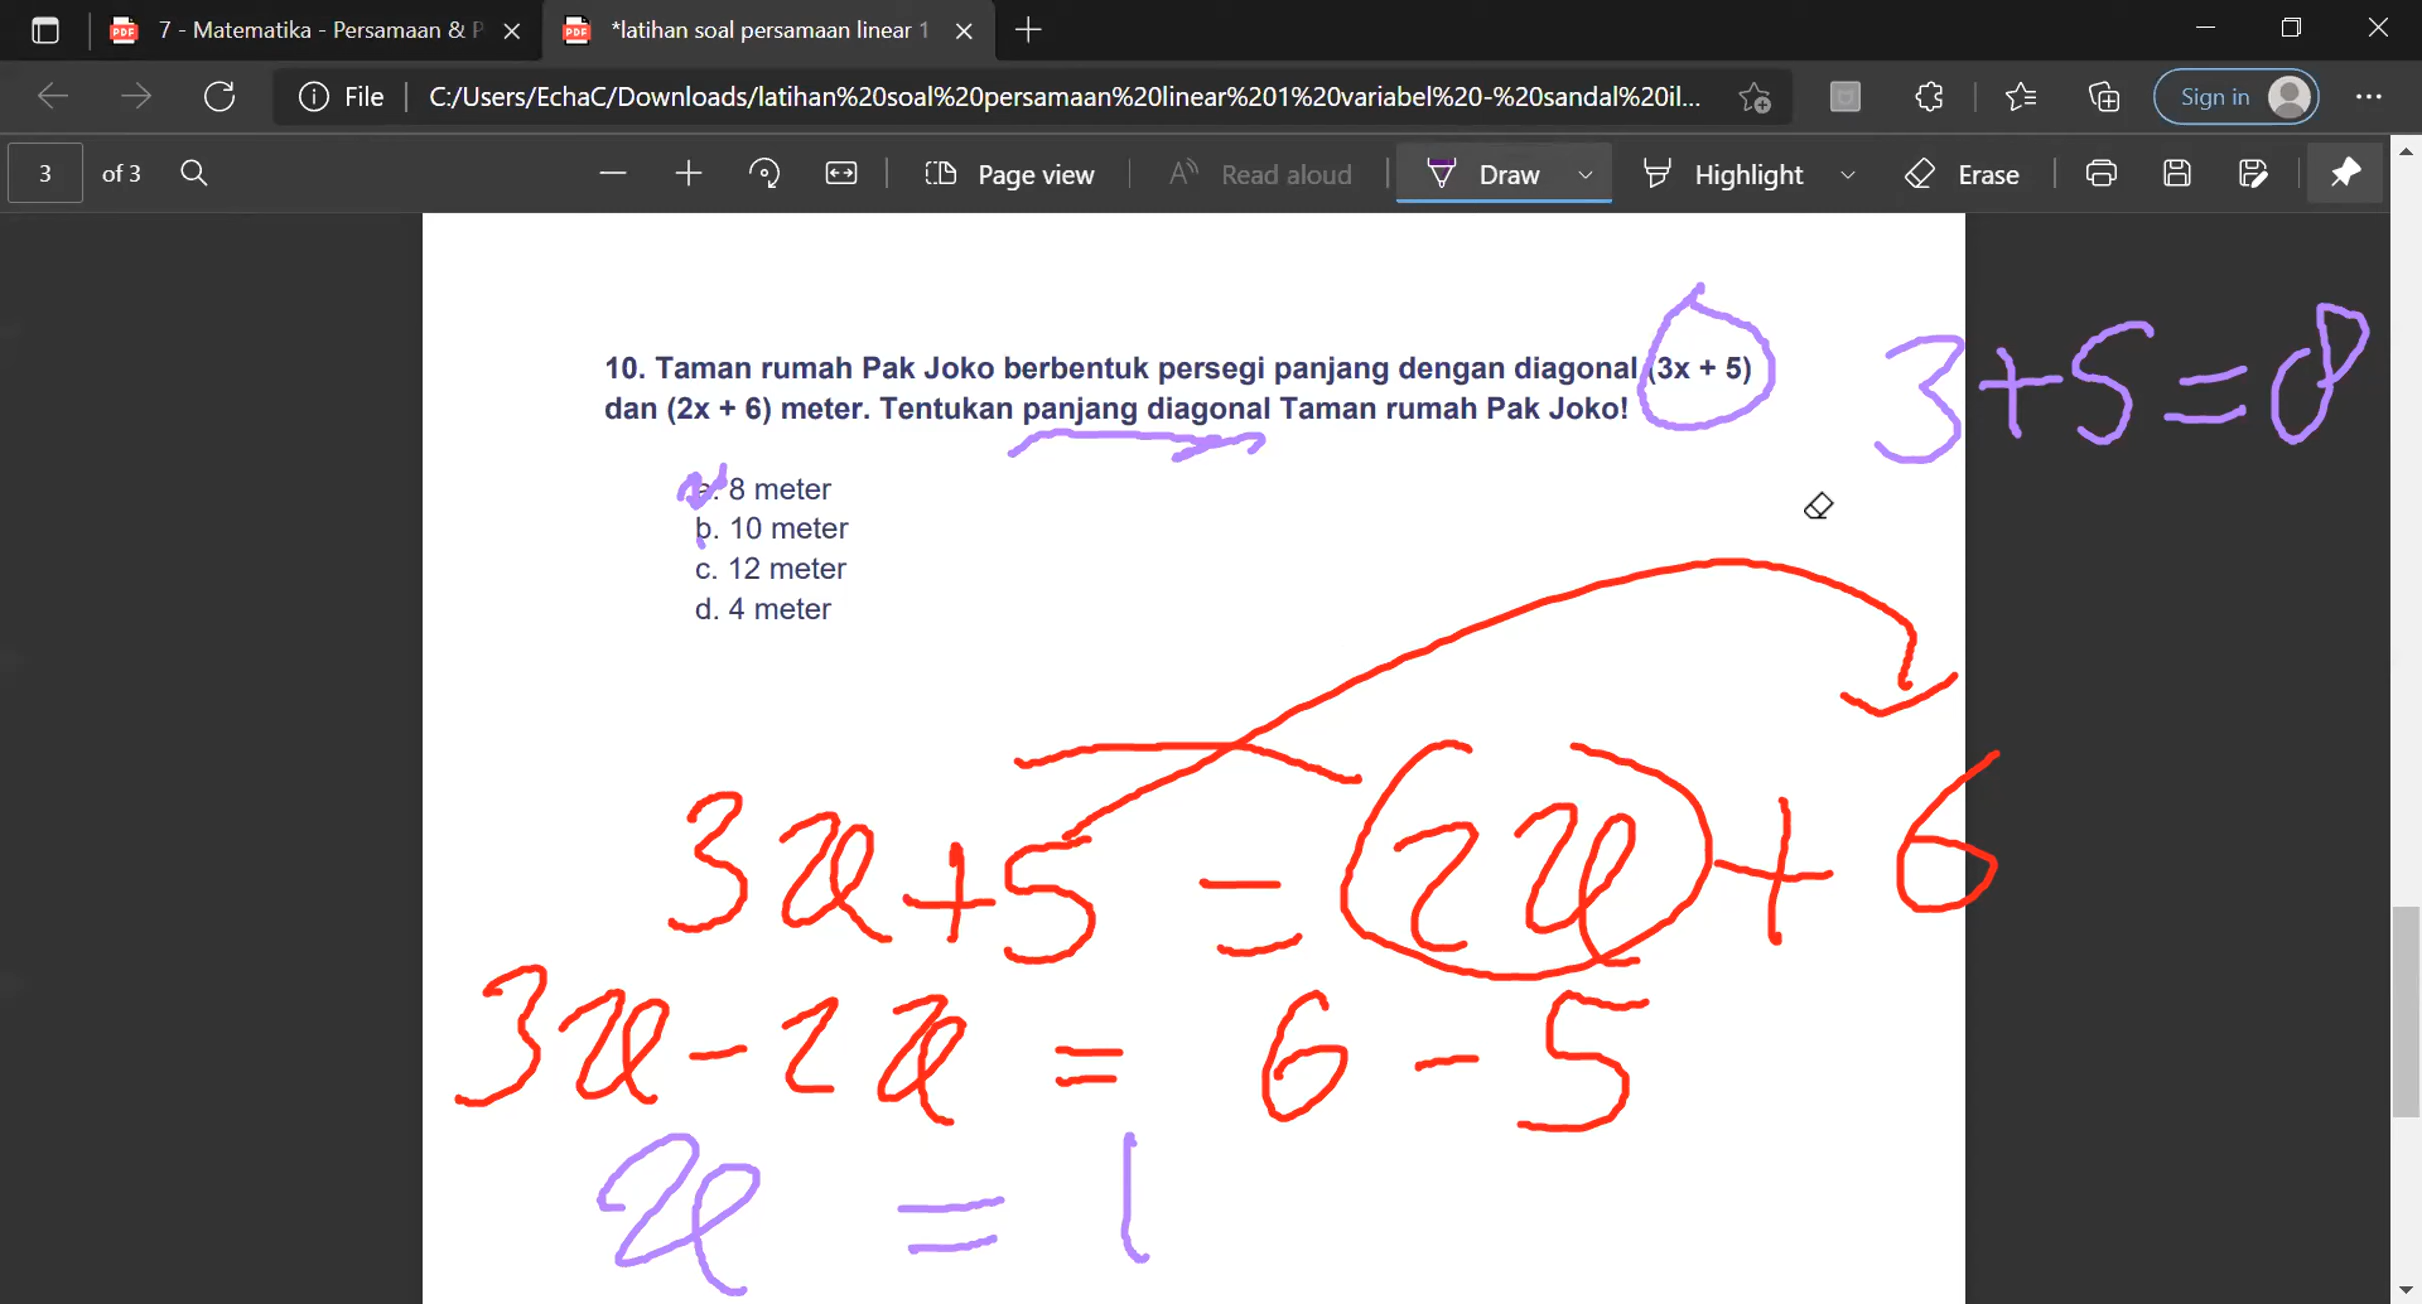 7 - Matematika - Persamaan & P
*latihan soal persamaan linear 1
File
C:/Users/EchaC/Downloads/latihan%20soal%20persamaan%20linear%201%20variabel%20-%20sandal%20il...
Sign in
3 of 3
Page view
Read aloud
Draw
Highlight
Erase
10. Taman rumah Pak Joko berbentuk persegi panjang dengan diagonal (3x + 5)
dan (2x + 6) meter. Tentukan panjang diagonal Taman rumah Pak Joko!
3+5=8
a. 8 meter
b. 10 meter
c. 12 meter
d. 4 meter
3x+5 = 2x + 6
3x - 2x = 6 - 5
x = 1